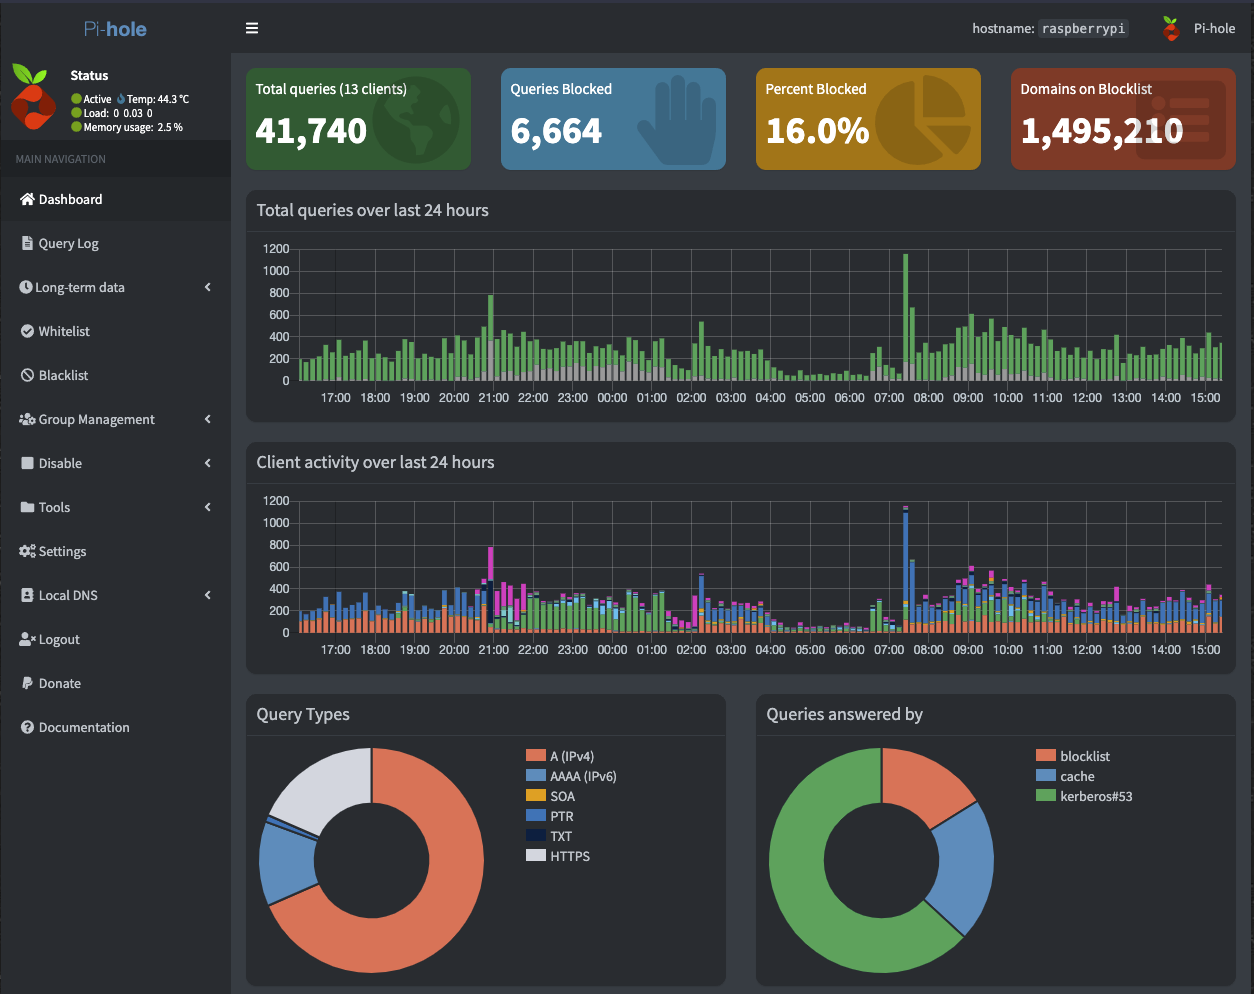 Pi-hole
hostname: raspberrypi
Pi-hole
Status
Active Temp: 44.3 °C
Load: 0 0.03 0
Memory usage: 2.5 %
MAIN NAVIGATION
Dashboard
Query Log
Long-term data
Whitelist
Blacklist
Group Management
Disable
Tools
Settings
Local DNS
Logout
Donate
Documentation
Total queries (13 clients)
41,740
Queries Blocked
6,664
Percent Blocked
16.0%
Domains on Blocklist
1,495,210
Total queries over last 24 hours
1200
1000
800
600
400
200
0
17:00 18:00 19:00 20:00 21:00 22:00 23:00 00:00 01:00 02:00 03:00 04:00 05:00 06:00 07:00 08:00 09:00 10:00 11:00 12:00 13:00 14:00 15:00
Client activity over last 24 hours
1200
1000
800
600
400
200
0
17:00 18:00 19:00 20:00 21:00 22:00 23:00 00:00 01:00 02:00 03:00 04:00 05:00 06:00 07:00 08:00 09:00 10:00 11:00 12:00 13:00 14:00 15:00
Query Types
A (IPv4)
AAAA (IPv6)
SOA
PTR
TXT
HTTPS
Queries answered by
blocklist
cache
kerberos#53